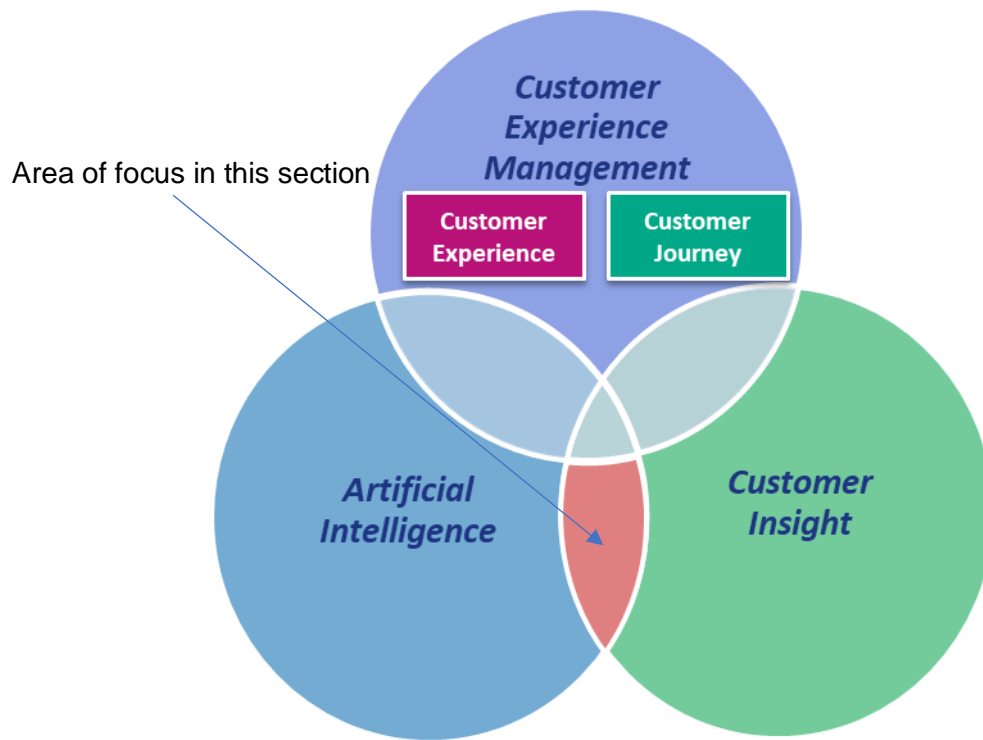 Customer
Experience
Management
Area of focus in this section
Customer
Experience
Customer
Journey
Artificial
Intelligence
Customer
Insight